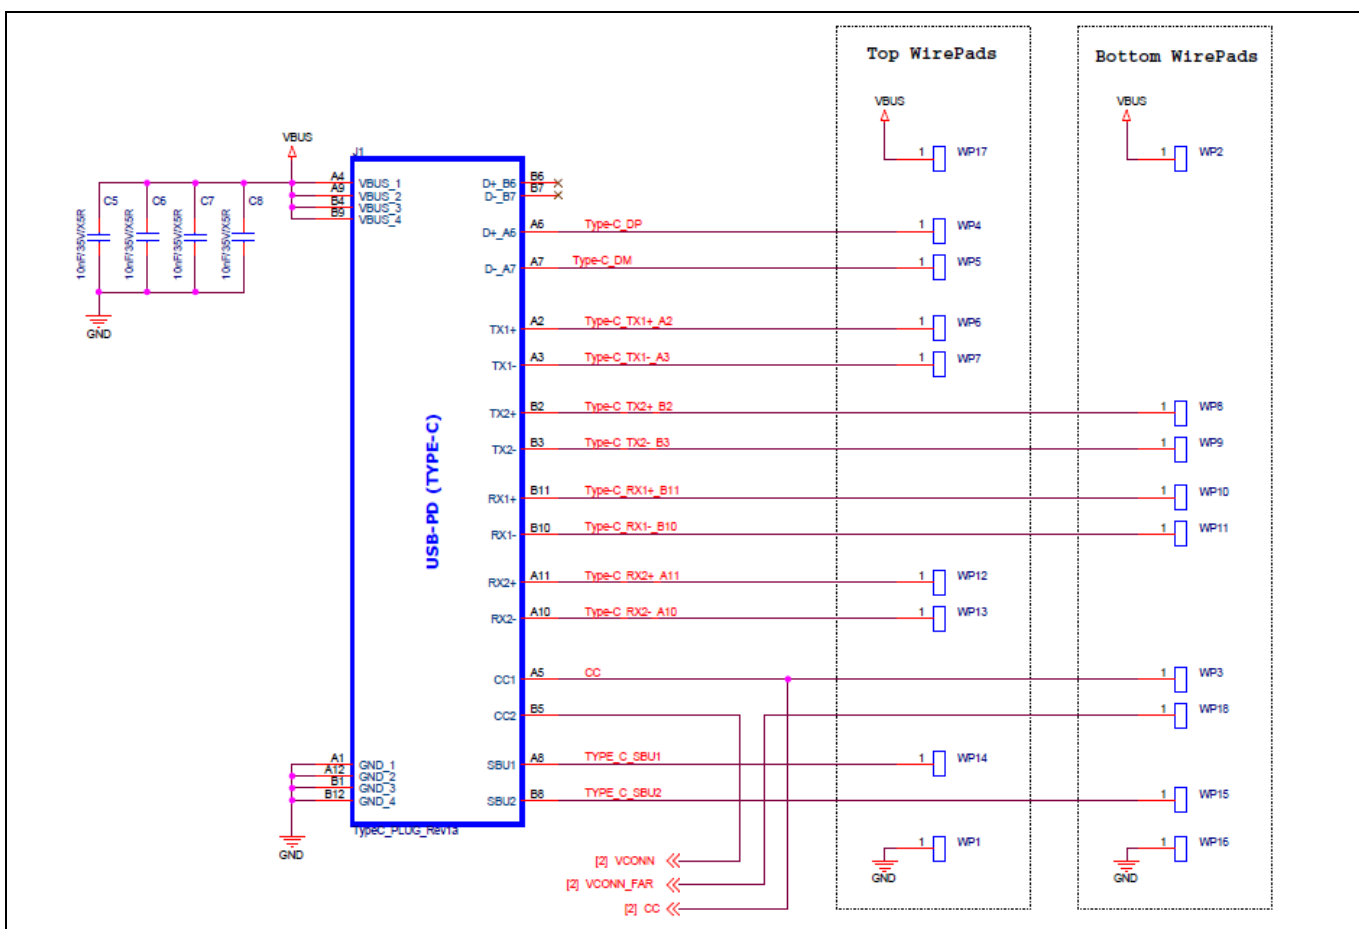 Top WirePads
Bottom WirePads
VBUS
VBUS
VBUS
1 WP17
1 WP2
J1
A4 VBUS_1
A9 VBUS_2
B4 VBUS_3
B9 VBUS_4
D+_B6 B6
D-_B7 B7
C5
C6
C7
C8
10nF/35V/X5R
10nF/35V/X5R
10nF/35V/X5R
10nF/35V/X5R
GND
D+_A6 A6 Type-C_DP 1 WP4
D-_A7 A7 Type-C_DM 1 WP5
TX1+ A2 Type-C_TX1+_A2 1 WP6
TX1- A3 Type-C_TX1-_A3 1 WP7
TX2+ B2 Type-C_TX2+_B2 1 WP8
TX2- B3 Type-C_TX2-_B3 1 WP9
USB-PD (TYPE-C)
RX1+ B11 Type-C_RX1+_B11 1 WP10
RX1- B10 Type-C_RX1-_B10 1 WP11
RX2+ A11 Type-C_RX2+_A11 1 WP12
RX2- A10 Type-C_RX2-_A10 1 WP13
CC1 A5 CC 1 WP3
CC2 B5 1 WP18
SBU1 A8 TYPE_C_SBU1 1 WP14
SBU2 B8 TYPE_C_SBU2 1 WP15
A1 GND_1
A12 GND_2
B1 GND_3
B12 GND_4
TypeC_PLUG_Rev1a
GND
1 WP1
GND
1 WP16
GND
[2] VCONN
[2] VCONN_FAR
[2] CC